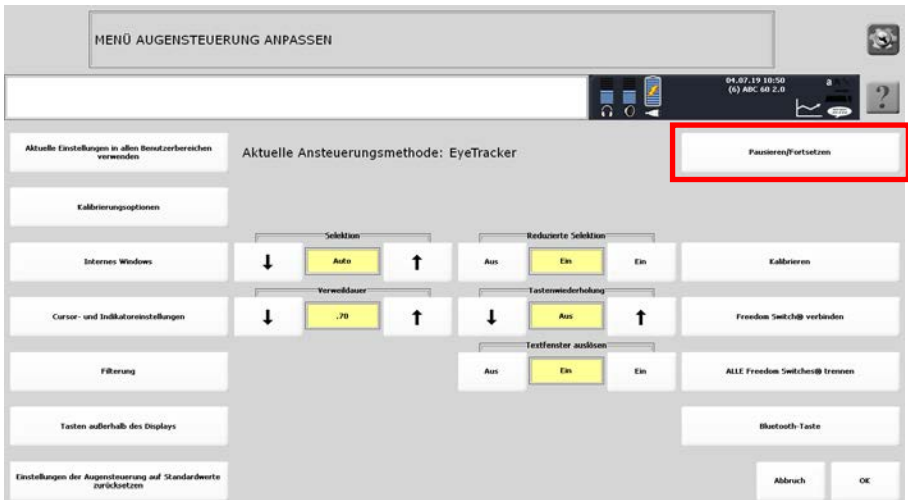 MENÜ AUGENSTEUERUNG ANPASSEN
04.07.19 10:50
(6) ABC 60 2.0
a
?
Aktuelle Einstellungen in allen Benutzerbereichen
verwenden
Aktuelle Ansteuerungsmethode: EyeTracker
Pausieren/Fortsetzen
Kalibrierungsoptionen
Selektion
Reduzierte Selektion
Internes Windows
↓ Auto ↑
Aus Ein Ein
Kalibrieren
Verweildauer
Tastenwiederholung
Cursor- und Indikatoreinstellungen
↓ .70 ↑
↓ Aus ↑
Freedom Switch® verbinden
Textfenster auslösen
Filterung
Aus Ein Ein
ALLE Freedom Switches® trennen
Tasten außerhalb des Displays
Bluetooth-Taste
Einstellungen der Augensteuerung auf Standardwerte
zurücksetzen
Abbruch
OK